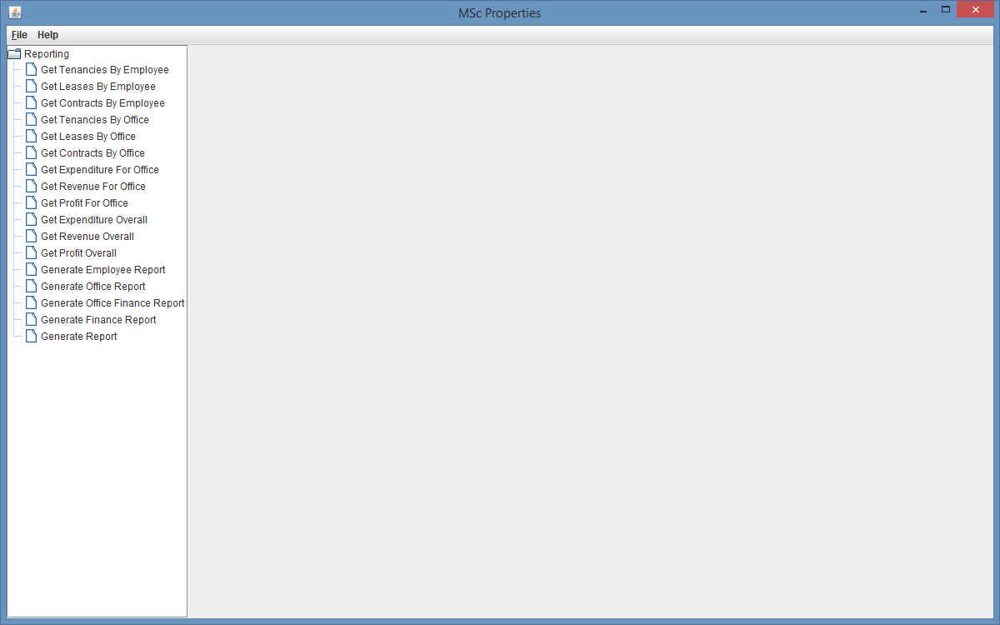 MSc Properties
File Help
Reporting
Get Tenancies By Employee
Get Leases By Employee
Get Contracts By Employee
Get Tenancies By Office
Get Leases By Office
Get Contracts By Office
Get Expenditure For Office
Get Revenue For Office
Get Profit For Office
Get Expenditure Overall
Get Revenue Overall
Get Profit Overall
Generate Employee Report
Generate Office Report
Generate Office Finance Report
Generate Finance Report
Generate Report